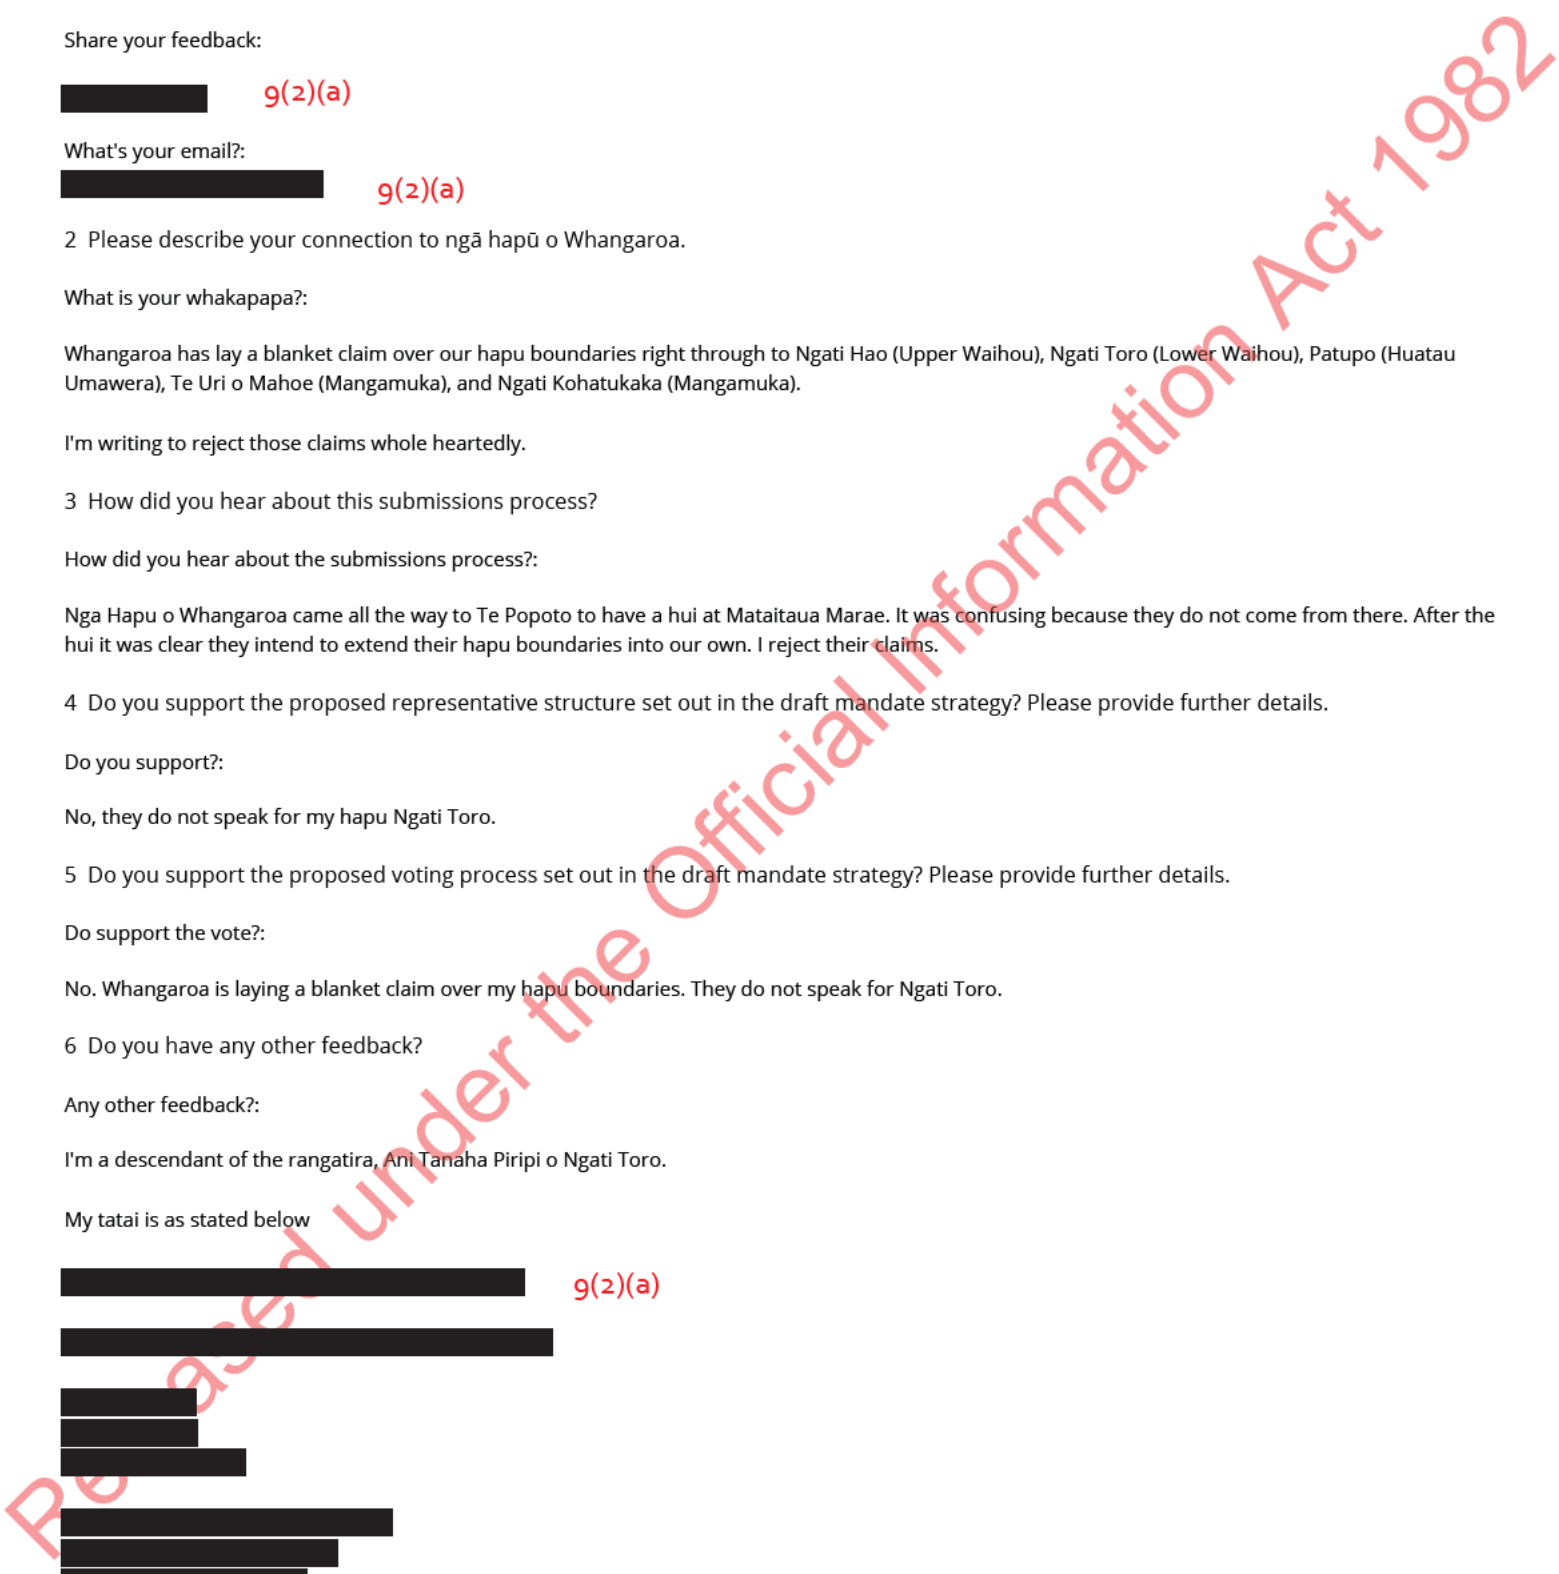 Share your feedback:
9(2)(a)
What's your email?:
9(2)(a)
2 Please describe your connection to ngā hapū o Whangaroa.
What is your whakapapa?:
Whangaroa has lay a blanket claim over our hapu boundaries right through to Ngati Hao (Upper Waihou), Ngati Toro (Lower Waihou), Patupo (Huatau
Umawera), Te Uri o Mahoe (Mangamuka), and Ngati Kohatukaka (Mangamuka).
I'm writing to reject those claims whole heartedly.
3 How did you hear about this submissions process?
How did you hear about the submissions process?:
Nga Hapu o Whangaroa came all the way to Te Popoto to have a hui at Mataitaua Marae. It was confusing because they do not come from there. After the
hui it was clear they intend to extend their hapu boundaries into our own. I reject their claims.
4 Do you support the proposed representative structure set out in the draft mandate strategy? Please provide further details.
Do you support?:
No, they do not speak for my hapu Ngati Toro.
5 Do you support the proposed voting process set out in the draft mandate strategy? Please provide further details.
Do support the vote?:
No. Whangaroa is laying a blanket claim over my hapu boundaries. They do not speak for Ngati Toro.
6 Do you have any other feedback?
Any other feedback?:
I'm a descendant of the rangatira, Ani Tanaha Piripi o Ngati Toro.
My tatai is as stated below
9(2)(a)
Released under the Official Information Act 1982